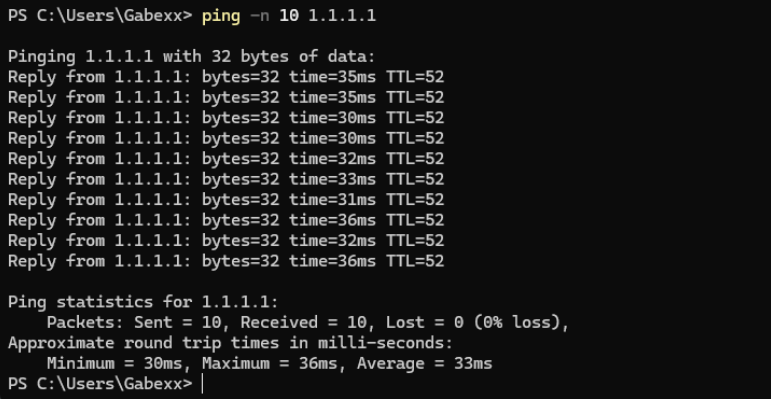 PS C:\Users\Gabexx> ping -n 10 1.1.1.1

Pinging 1.1.1.1 with 32 bytes of data:
Reply from 1.1.1.1: bytes=32 time=35ms TTL=52
Reply from 1.1.1.1: bytes=32 time=35ms TTL=52
Reply from 1.1.1.1: bytes=32 time=30ms TTL=52
Reply from 1.1.1.1: bytes=32 time=30ms TTL=52
Reply from 1.1.1.1: bytes=32 time=32ms TTL=52
Reply from 1.1.1.1: bytes=32 time=33ms TTL=52
Reply from 1.1.1.1: bytes=32 time=31ms TTL=52
Reply from 1.1.1.1: bytes=32 time=36ms TTL=52
Reply from 1.1.1.1: bytes=32 time=32ms TTL=52
Reply from 1.1.1.1: bytes=32 time=36ms TTL=52

Ping statistics for 1.1.1.1:
    Packets: Sent = 10, Received = 10, Lost = 0 (0% loss),
Approximate round trip times in milli-seconds:
    Minimum = 30ms, Maximum = 36ms, Average = 33ms
PS C:\Users\Gabexx>